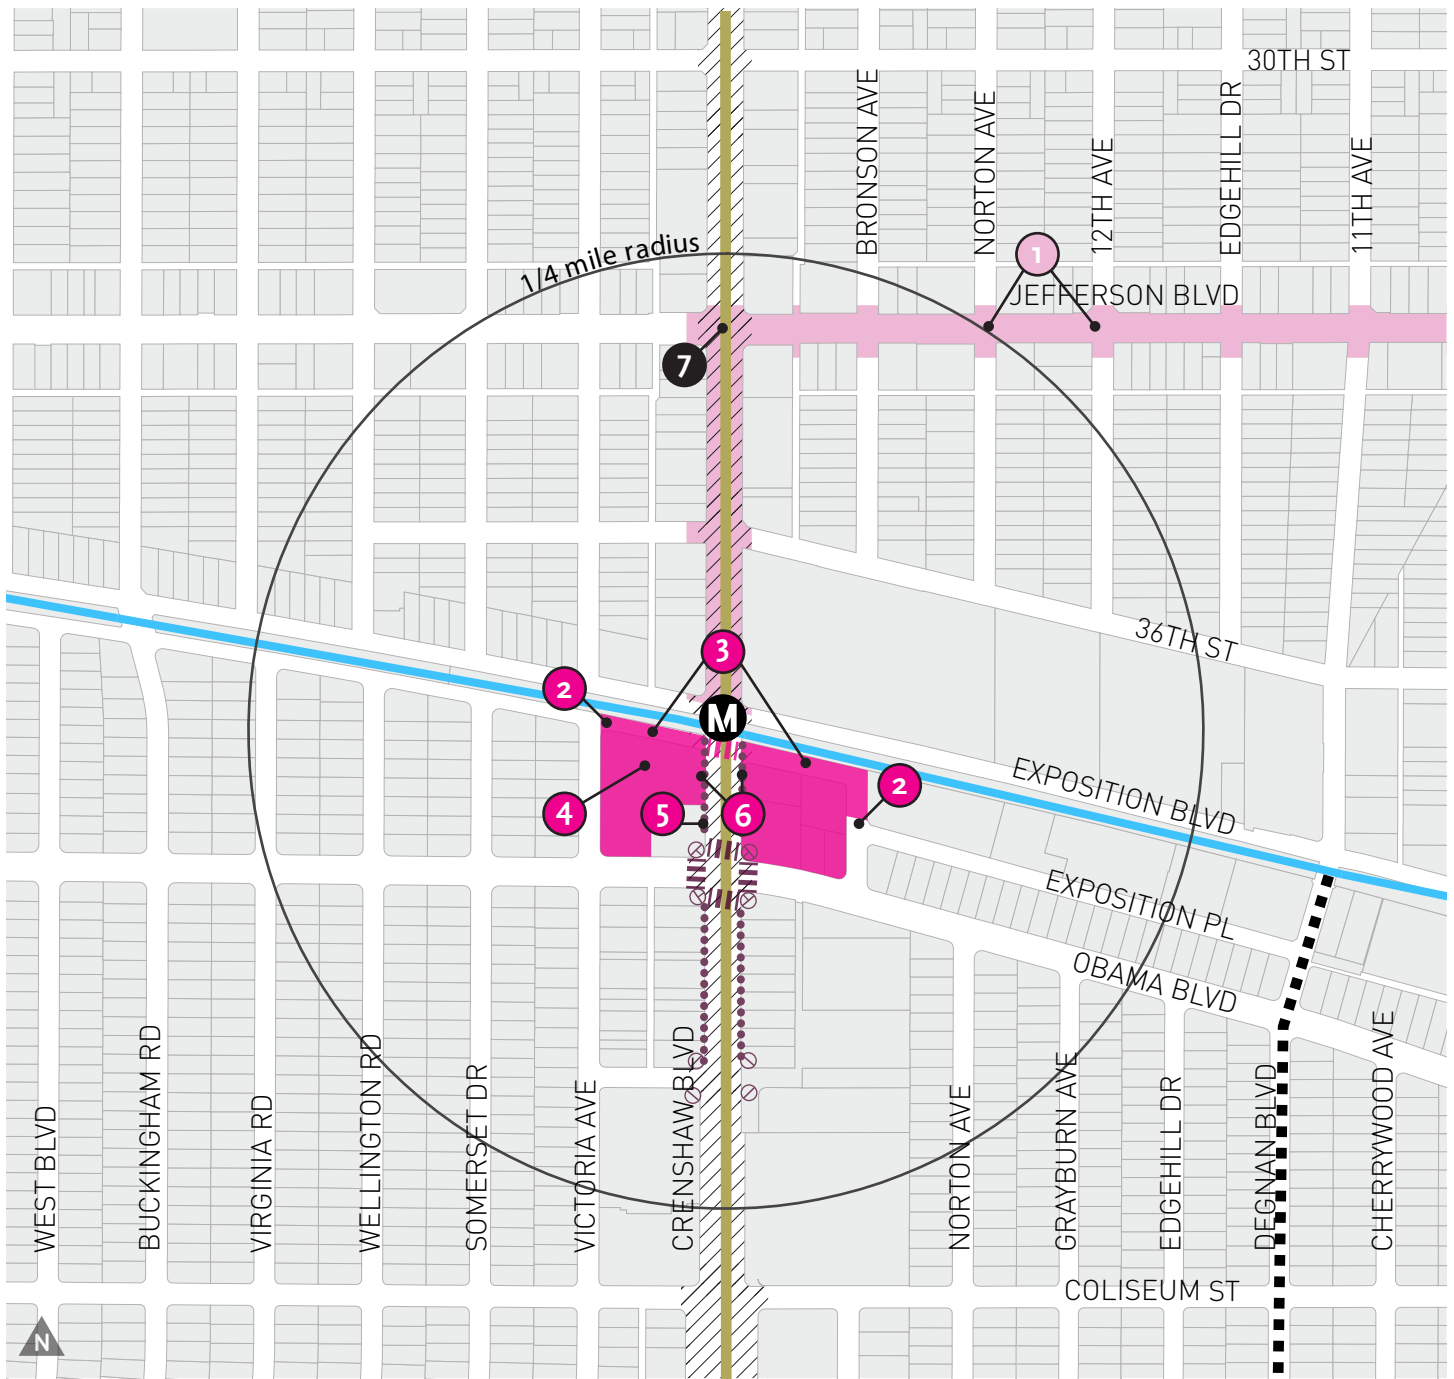 30TH ST
BRONSON AVE
NORTON AVE
12TH AVE
EDGEHILL DR
11TH AVE
1/4 mile radius
1
JEFFERSON BLVD
7
36TH ST
3
2
M
EXPOSITION BLVD
2
4
5
6
EXPOSITION PL
OBAMA BLVD
WEST BLVD
BUCKINGHAM RD
VIRGINIA RD
WELLINGTON RD
SOMERSET DR
VICTORIA AVE
CRENSHAW BLVD
NORTON AVE
GRAYBURN AVE
EDGEHILL DR
DEGNAN BLVD
CHERRYWOOD AVE
COLISEUM ST
N